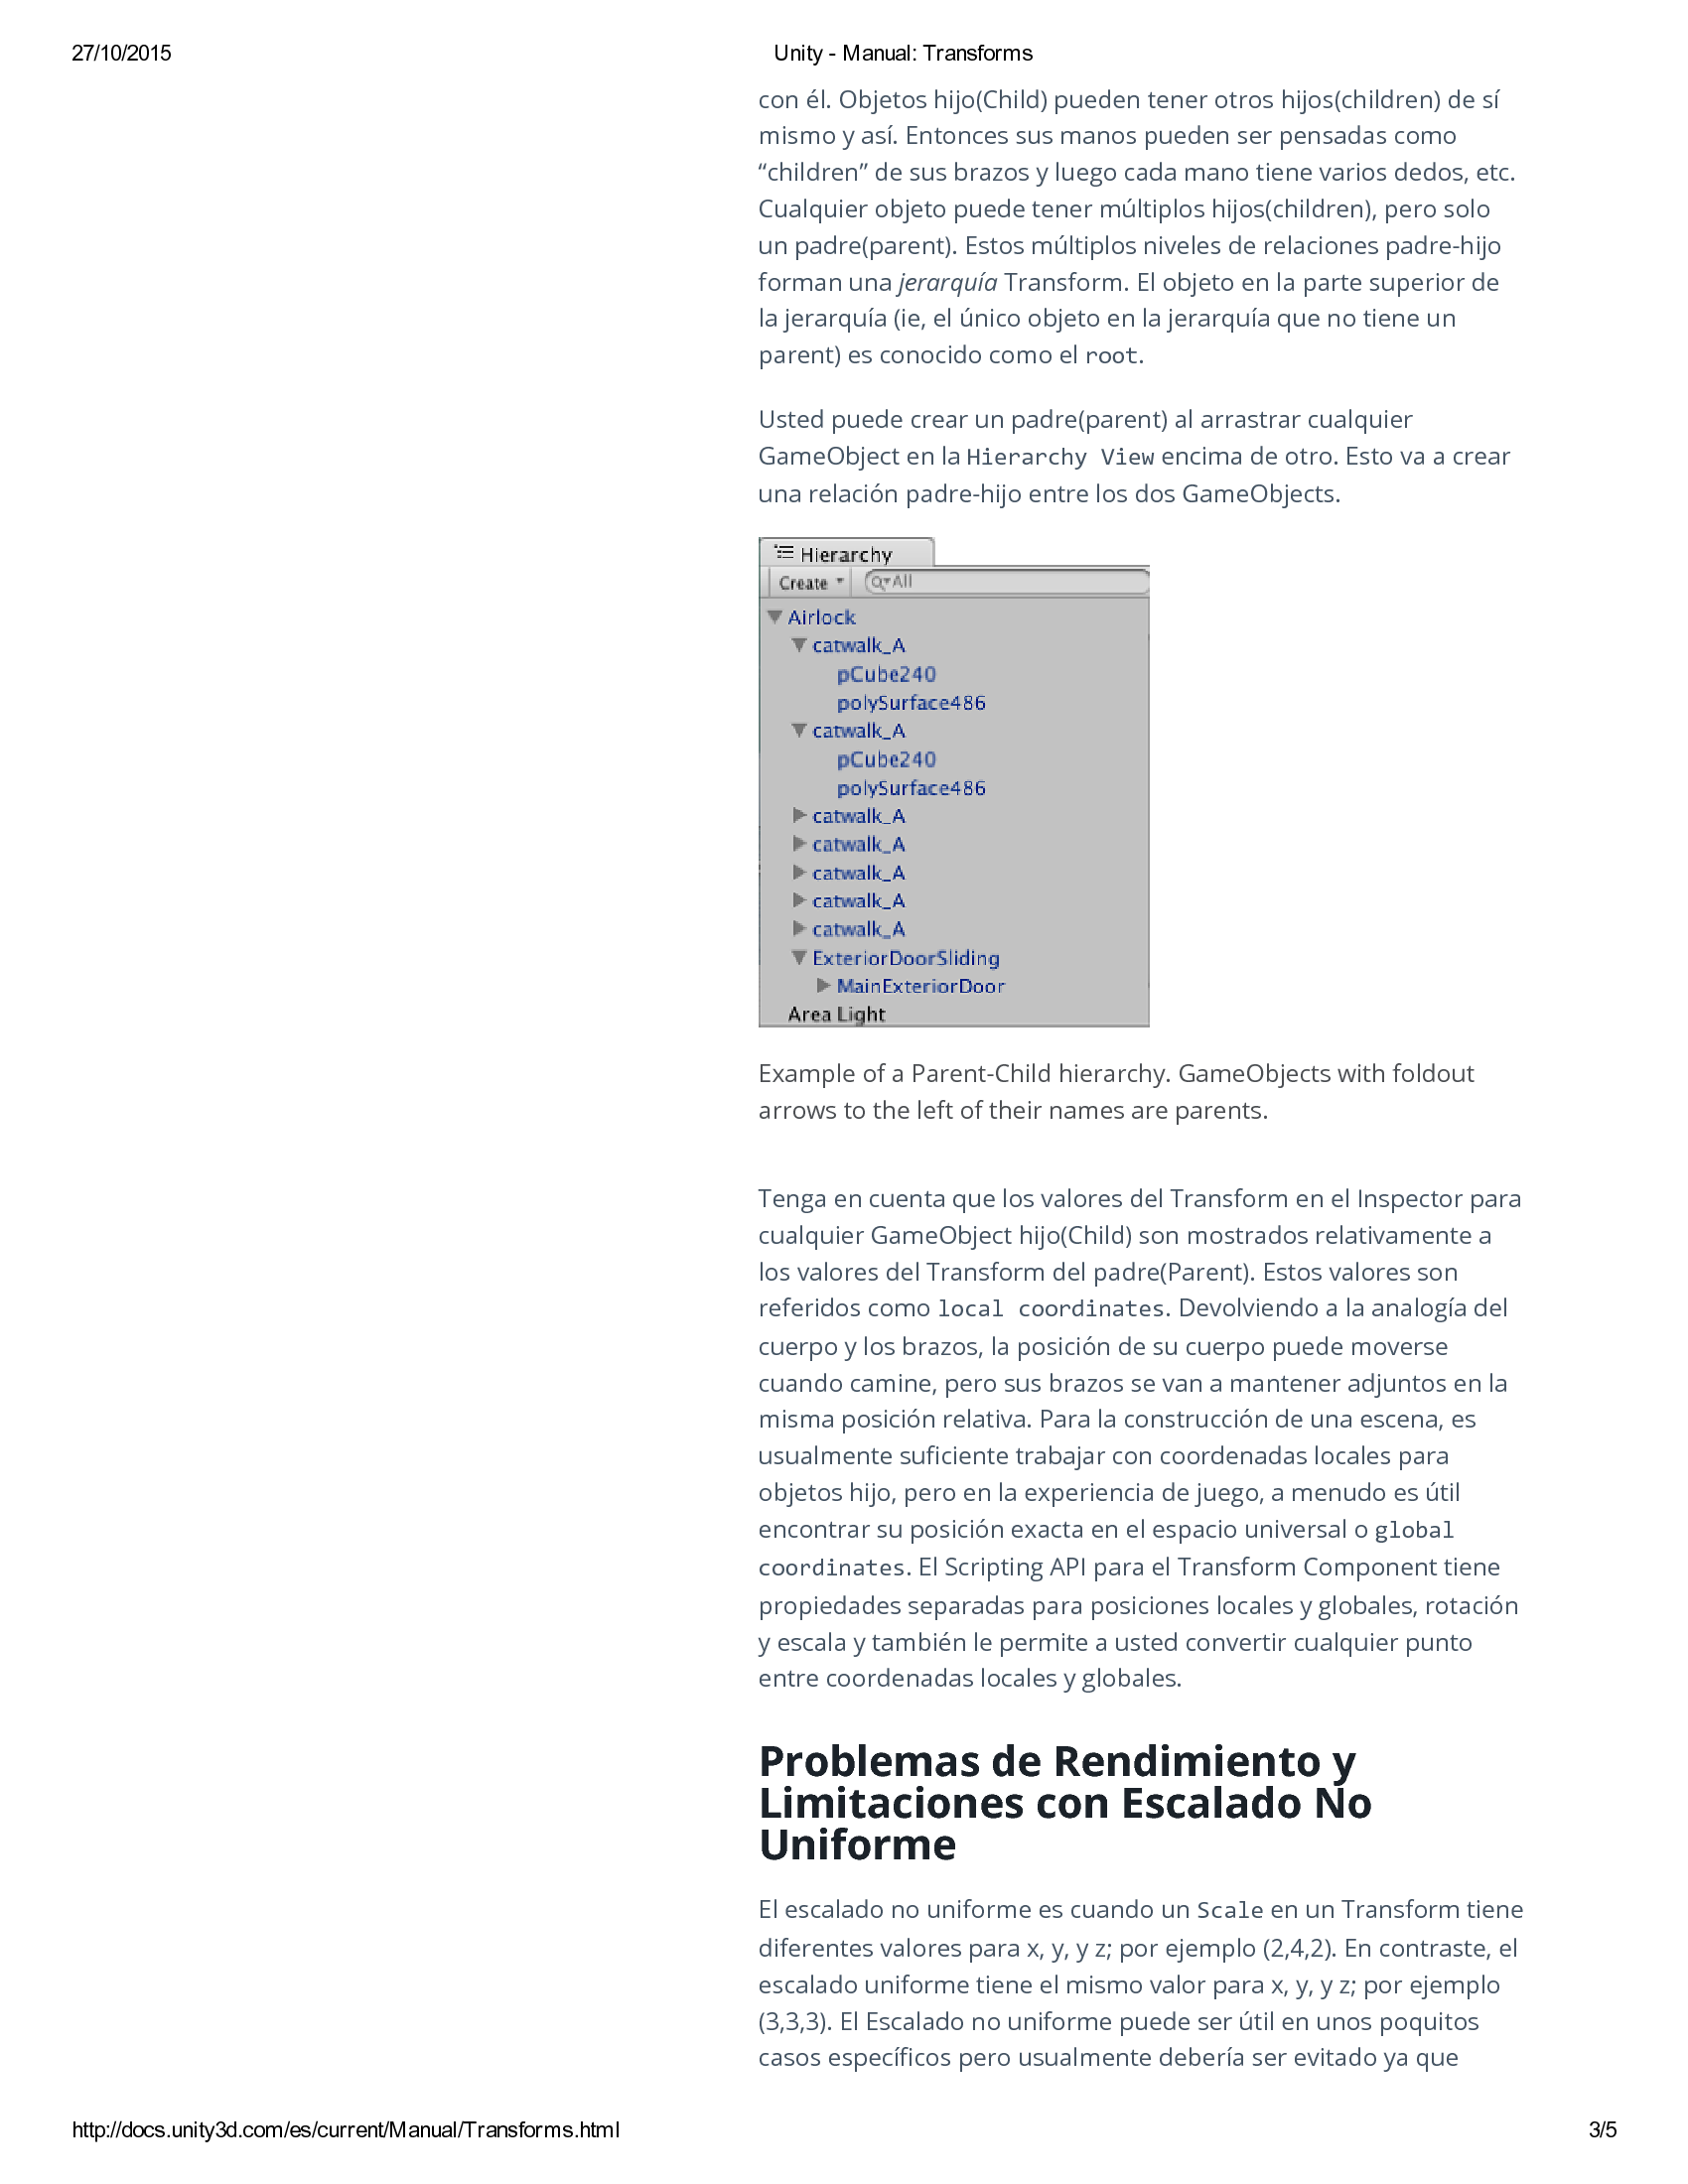 27/10/2015
Unity - Manual: Transforms
con él. Objetos hijo(Child) pueden tener otros hijos(children) de sí
mismo y así. Entonces sus manos pueden ser pensadas como
“children” de sus brazos y luego cada mano tiene varios dedos, etc.
Cualquier objeto puede tener múltiplos hijos(children), pero solo
un padre(parent). Estos múltiplos niveles de relaciones padre-hijo
forman una jerarquía Transform. El objeto en la parte superior de
la jerarquía (ie, el único objeto en la jerarquía que no tiene un
parent) es conocido como el root.
Usted puede crear un padre(parent) al arrastrar cualquier
GameObject en la Hierarchy View encima de otro. Esto va a crear
una relación padre-hijo entre los dos GameObjects.
Hierarchy
Create All
Airlock
catwalk_A
pCube240
polySurface486
catwalk_A
pCube240
polySurface486
catwalk_A
catwalk_A
catwalk_A
catwalk_A
catwalk_A
ExteriorDoorSliding
MainExteriorDoor
Area Light
Example of a Parent-Child hierarchy. GameObjects with foldout
arrows to the left of their names are parents.
Tenga en cuenta que los valores del Transform en el Inspector para
cualquier GameObject hijo(Child) son mostrados relativamente a
los valores del Transform del padre(Parent). Estos valores son
referidos como local coordinates. Devolviendo a la analogía del
cuerpo y los brazos, la posición de su cuerpo puede moverse
cuando camine, pero sus brazos se van a mantener adjuntos en la
misma posición relativa. Para la construcción de una escena, es
usualmente suficiente trabajar con coordenadas locales para
objetos hijo, pero en la experiencia de juego, a menudo es útil
encontrar su posición exacta en el espacio universal o global
coordinates. El Scripting API para el Transform Component tiene
propiedades separadas para posiciones locales y globales, rotación
y escala y también le permite a usted convertir cualquier punto
entre coordenadas locales y globales.
Problemas de Rendimiento y
Limitaciones con Escalado No
Uniforme
El escalado no uniforme es cuando un Scale en un Transform tiene
diferentes valores para x, y, y z; por ejemplo (2,4,2). En contraste, el
escalado uniforme tiene el mismo valor para x, y, y z; por ejemplo
(3,3,3). El Escalado no uniforme puede ser útil en unos poquitos
casos específicos pero usualmente debería ser evitado ya que
http://docs.unity3d.com/es/current/Manual/Transforms.html
3/5